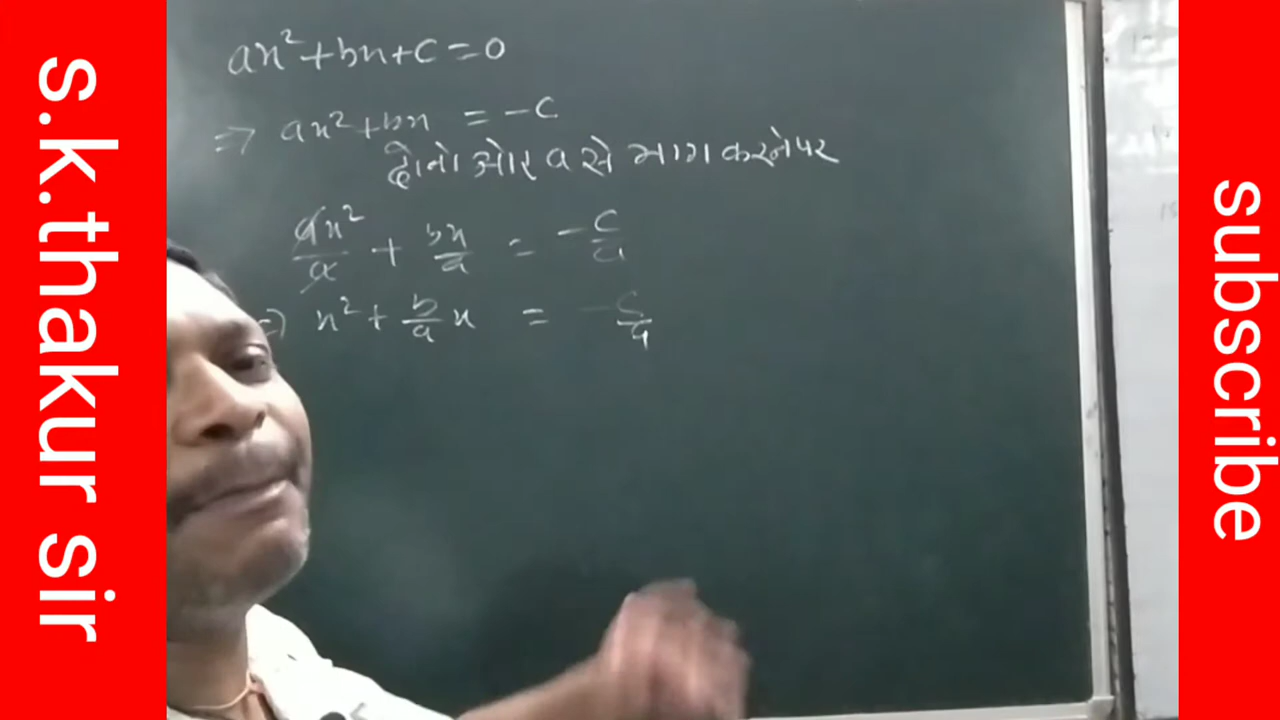 s.k.thakur sir
ax²+bx+c=0
⇒ ax²+bx = -c
दोनो ओर a से भाग करने पर
ax²/a + bx/a = -c/a
⇒ x²+ b/a x = -c/a
subscribe